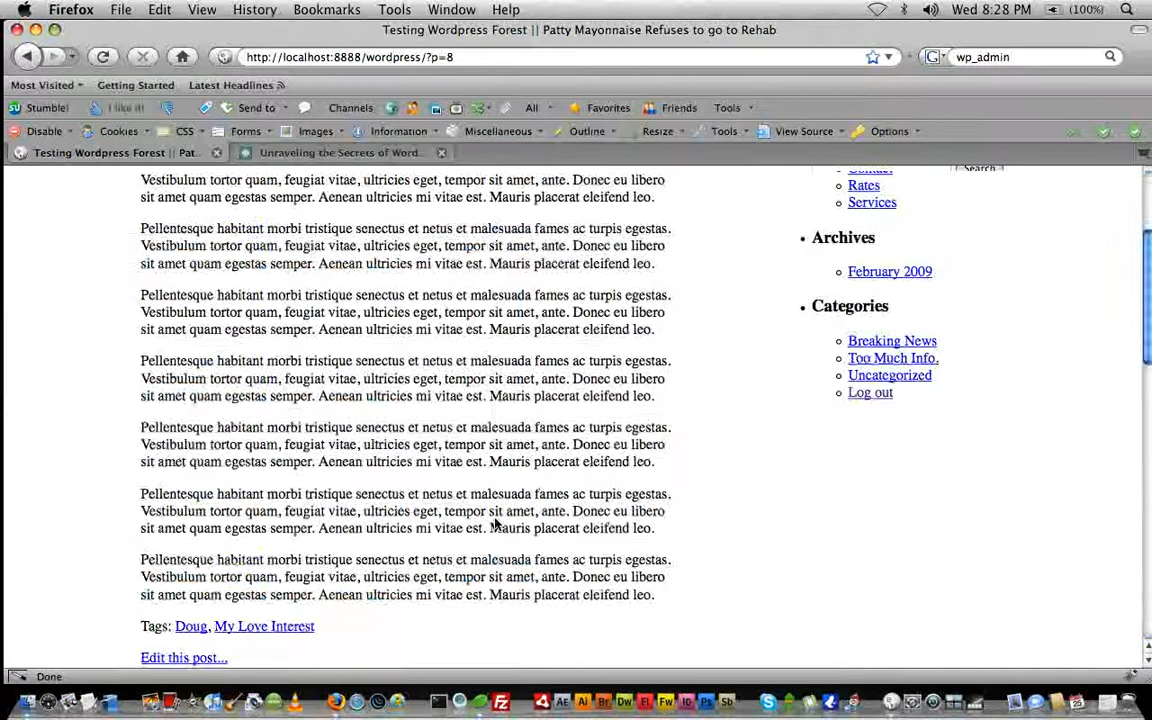 Firefox File Edit View History Bookmarks Tools Window Help Wed 8:28 PM (100%)
Testing Wordpress Forest || Patty Mayonnaise Refuses to go to Rehab
http://localhost:8888/wordpress/?p=8 wp_admin
Most Visited Getting Started Latest Headlines
Stumble! I like it! Send to Channels All Favorites Friends Tools
Disable Cookies CSS Forms Images Information Miscellaneous Outline Resize Tools View Source Options
Testing Wordpress Forest || Pat... Unraveling the Secrets of Word...
Vestibulum tortor quam, feugiat vitae, ultricies eget, tempor sit amet, ante. Donec eu libero
sit amet quam egestas semper. Aenean ultricies mi vitae est. Mauris placerat eleifend leo.
Pellentesque habitant morbi tristique senectus et netus et malesuada fames ac turpis egestas.
Vestibulum tortor quam, feugiat vitae, ultricies eget, tempor sit amet, ante. Donec eu libero
sit amet quam egestas semper. Aenean ultricies mi vitae est. Mauris placerat eleifend leo.
Pellentesque habitant morbi tristique senectus et netus et malesuada fames ac turpis egestas.
Vestibulum tortor quam, feugiat vitae, ultricies eget, tempor sit amet, ante. Donec eu libero
sit amet quam egestas semper. Aenean ultricies mi vitae est. Mauris placerat eleifend leo.
Pellentesque habitant morbi tristique senectus et netus et malesuada fames ac turpis egestas.
Vestibulum tortor quam, feugiat vitae, ultricies eget, tempor sit amet, ante. Donec eu libero
sit amet quam egestas semper. Aenean ultricies mi vitae est. Mauris placerat eleifend leo.
Pellentesque habitant morbi tristique senectus et netus et malesuada fames ac turpis egestas.
Vestibulum tortor quam, feugiat vitae, ultricies eget, tempor sit amet, ante. Donec eu libero
sit amet quam egestas semper. Aenean ultricies mi vitae est. Mauris placerat eleifend leo.
Pellentesque habitant morbi tristique senectus et netus et malesuada fames ac turpis egestas.
Vestibulum tortor quam, feugiat vitae, ultricies eget, tempor sit amet, ante. Donec eu libero
sit amet quam egestas semper. Aenean ultricies mi vitae est. Mauris placerat eleifend leo.
Pellentesque habitant morbi tristique senectus et netus et malesuada fames ac turpis egestas.
Vestibulum tortor quam, feugiat vitae, ultricies eget, tempor sit amet, ante. Donec eu libero
sit amet quam egestas semper. Aenean ultricies mi vitae est. Mauris placerat eleifend leo.
Tags: Doug, My Love Interest
Edit this post...
Contact
Search
Rates
Services
Archives
February 2009
Categories
Breaking News
Too Much Info.
Uncategorized
Log out
Done
Ae Ai Br Dw Fl Fw Id Ps Sb